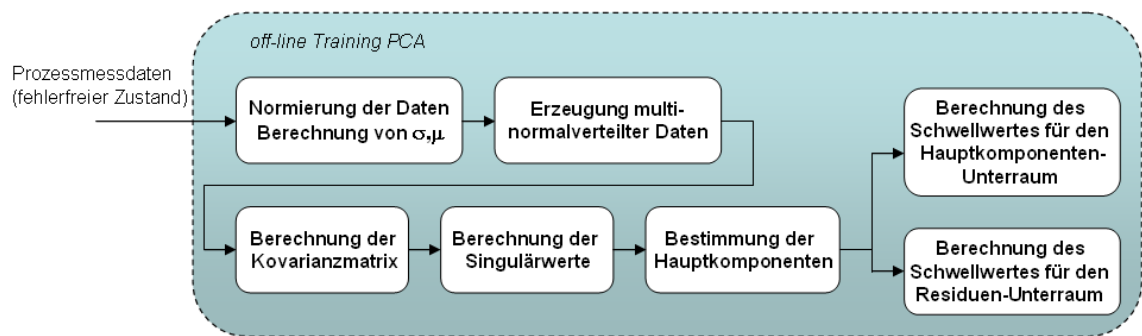 off-line Training PCA
Prozessmessdaten
(fehlerfreier Zustand)
Normierung der Daten
Berechnung von σ,μ
Erzeugung multi-
normalverteilter Daten
Berechnung der
Kovarianzmatrix
Berechnung der
Singulärwerte
Bestimmung der
Hauptkomponenten
Berechnung des
Schwellwertes für den
Hauptkomponenten-
Unterraum
Berechnung des
Schwellwertes für den
Residuen-Unterraum